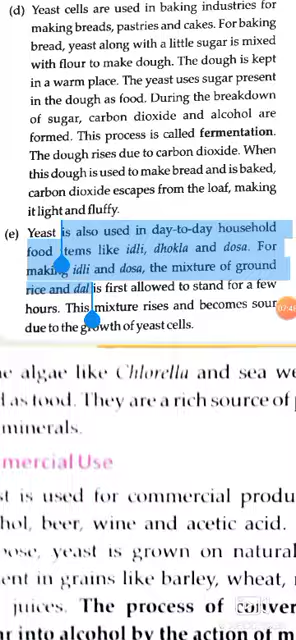 (d) Yeast cells are used in baking industries for
making breads, pastries and cakes. For baking
bread, yeast along with a little sugar is mixed
with flour to make dough. The dough is kept
in a warm place. The yeast uses sugar present
in the dough as food. During the breakdown
of sugar, carbon dioxide and alcohol are
formed. This process is called fermentation.
The dough rises due to carbon dioxide. When
this dough is used to make bread and is baked,
carbon dioxide escapes from the loaf, making
it light and fluffy.
(e) Yeast is also used in day-to-day household
food items like idli, dhokla and dosa. For
making idli and dosa, the mixture of ground
rice and dal is first allowed to stand for a few
hours. This mixture rises and becomes sour
due to the growth of yeast cells.
algae like Chlorella and sea
as food. They are a rich source of
minerals.
Use
is used for commercial
beer, wine and acetic acid.
yeast is grown on natural
in grains like barley, wheat,
juices. The process of
into alcohol by the action of